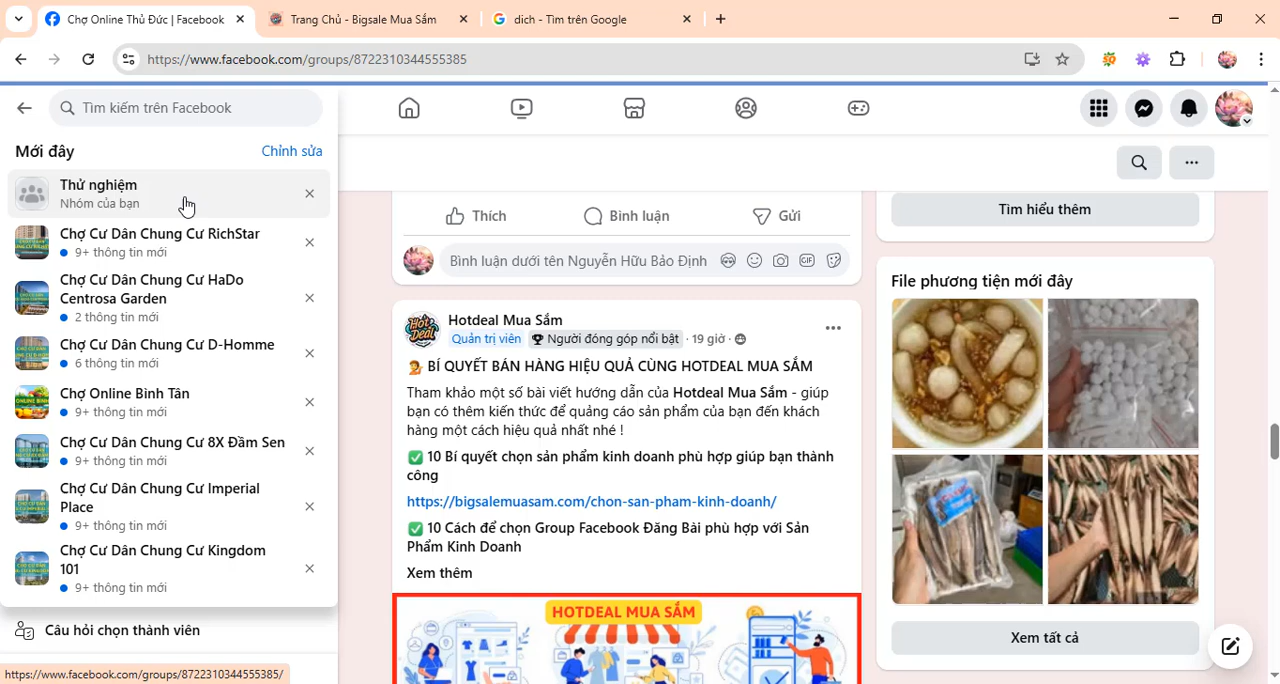 Chợ Online Thủ Đức | Facebook
Trang Chủ - Bigsale Mua Sắm
dich - Tìm trên Google
https://www.facebook.com/groups/8722310344555385
Tìm kiếm trên Facebook
Mới đây
Chỉnh sửa
Thử nghiệm
Nhóm của bạn
Chợ Cư Dân Chung Cư RichStar
9+ thông tin mới
Chợ Cư Dân Chung Cư HaDo
Centrosa Garden
2 thông tin mới
Chợ Cư Dân Chung Cư D-Homme
6 thông tin mới
Chợ Online Bình Tân
9+ thông tin mới
Chợ Cư Dân Chung Cư 8X Đầm Sen
9+ thông tin mới
Chợ Cư Dân Chung Cư Imperial
Place
9+ thông tin mới
Chợ Cư Dân Chung Cư Kingdom
101
9+ thông tin mới
Câu hỏi chọn thành viên
https://www.facebook.com/groups/8722310344555385/
Thích
Bình luận
Gửi
Bình luận dưới tên Nguyễn Hữu Bảo Định
GIF
HOT DEAL
Hotdeal Mua Sắm
Quản trị viên
Người đóng góp nổi bật · 19 giờ ·
BÍ QUYẾT BÁN HÀNG HIỆU QUẢ CÙNG HOTDEAL MUA SẮM
Tham khảo một số bài viết hướng dẫn của Hotdeal Mua Sắm - giúp
bạn có thêm kiến thức để quảng cáo sản phẩm của bạn đến khách
hàng một cách hiệu quả nhất nhé !
✅ 10 Bí quyết chọn sản phẩm kinh doanh phù hợp giúp bạn thành
công
https://bigsalemuasam.com/chon-san-pham-kinh-doanh/
✅ 10 Cách để chọn Group Facebook Đăng Bài phù hợp với Sản
Phẩm Kinh Doanh
Xem thêm
HOTDEAL MUA SẮM
Tìm hiểu thêm
File phương tiện mới đây
Xem tất cả